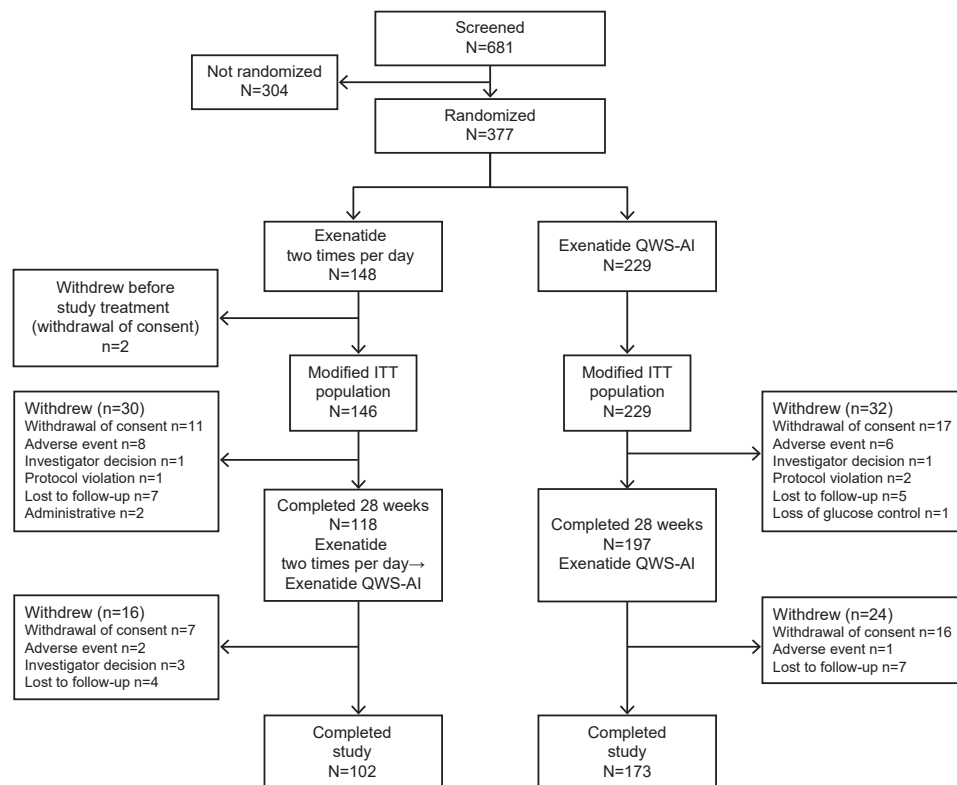 Screened
N=681
Not randomized
N=304
Randomized
N=377
Exenatide
two times per day
N=148
Exenatide QWS-AI
N=229
Withdrew before
study treatment
(withdrawal of consent)
n=2
Modified ITT
population
N=146
Modified ITT
population
N=229
Withdrew (n=30)
Withdrawal of consent n=11
Adverse event n=8
Investigator decision n=1
Protocol violation n=1
Lost to follow-up n=7
Administrative n=2
Withdrew (n=32)
Withdrawal of consent n=17
Adverse event n=6
Investigator decision n=1
Protocol violation n=2
Lost to follow-up n=5
Loss of glucose control n=1
Completed 28 weeks
N=118
Exenatide
two times per day→
Exenatide QWS-AI
Completed 28 weeks
N=197
Exenatide QWS-AI
Withdrew (n=16)
Withdrawal of consent n=7
Adverse event n=2
Investigator decision n=3
Lost to follow-up n=4
Withdrew (n=24)
Withdrawal of consent n=16
Adverse event n=1
Lost to follow-up n=7
Completed
study
N=102
Completed
study
N=173